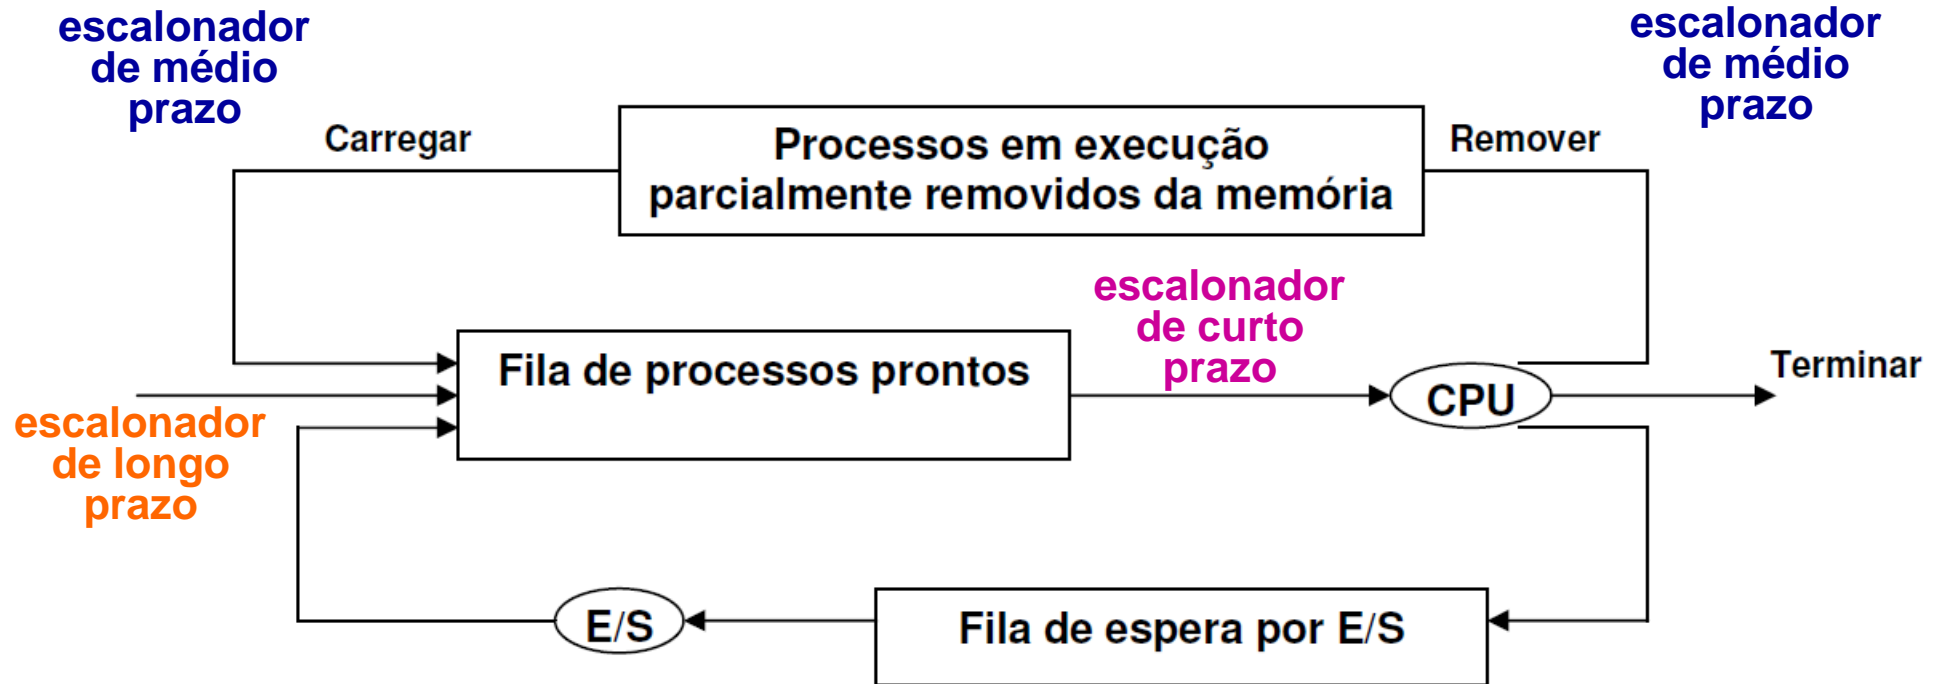 escalonador
de médio
prazo
escalonador
de médio
prazo
Carregar
Processos em execução
parcialmente removidos da memória
Remover
escalonador
de curto
prazo
Fila de processos prontos
CPU
Terminar
escalonador
de longo
prazo
E/S
Fila de espera por E/S